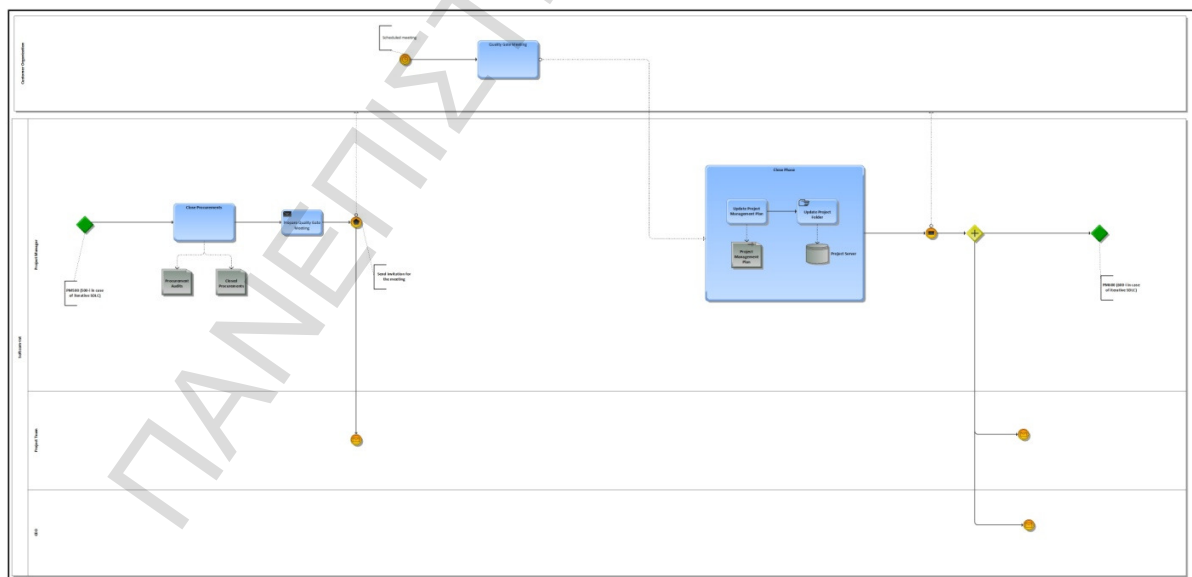 Scheduled meeting
Quality Gate Meeting
Customer Organization
Close Phase
Close Procurements
Update Project
Management Plan
Update Project
Folder
Prepare Quality Gate
Meeting
Project
Management
Plan
Project Server
Procurement
Audits
Closed
Procurements
Send invitation for
the meeting
Project Manager
Project Team
CEO
ΠΑΝΕΠΙΣΤ